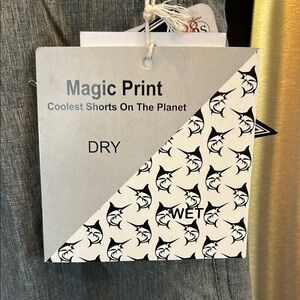 Magic Print
Coolest Shorts On The Planet
DRY
WET